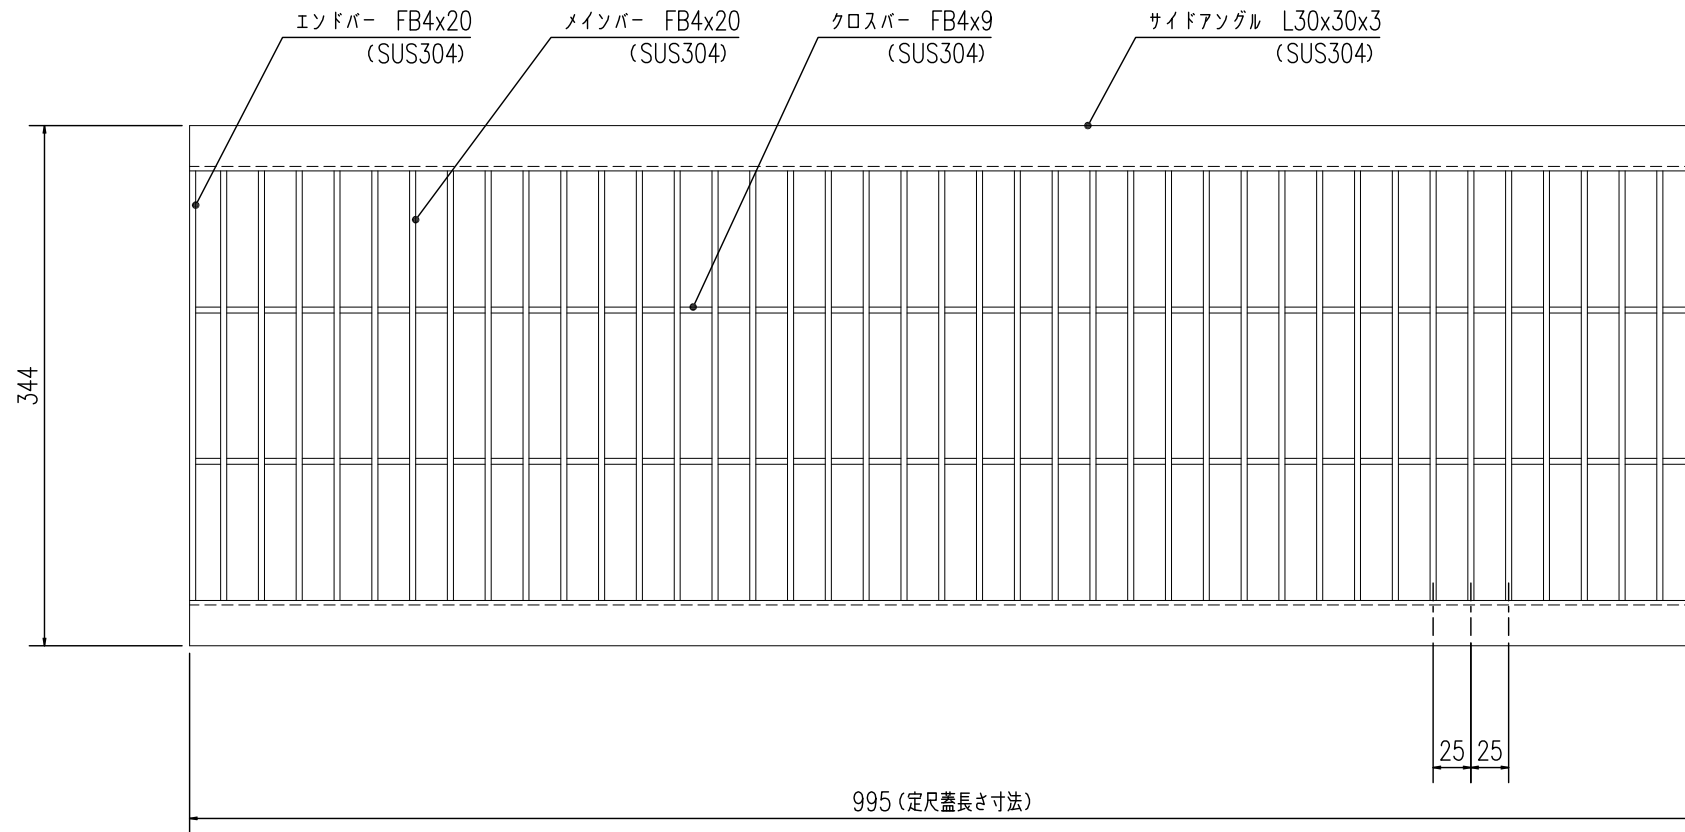 エンドバー FB4x20
(SUS304)
メインバー FB4x20
(SUS304)
クロスバー FB4x9
(SUS304)
サイドアングル L30x30x3
(SUS304)
344
25
25
995(定尺蓋長さ寸法)